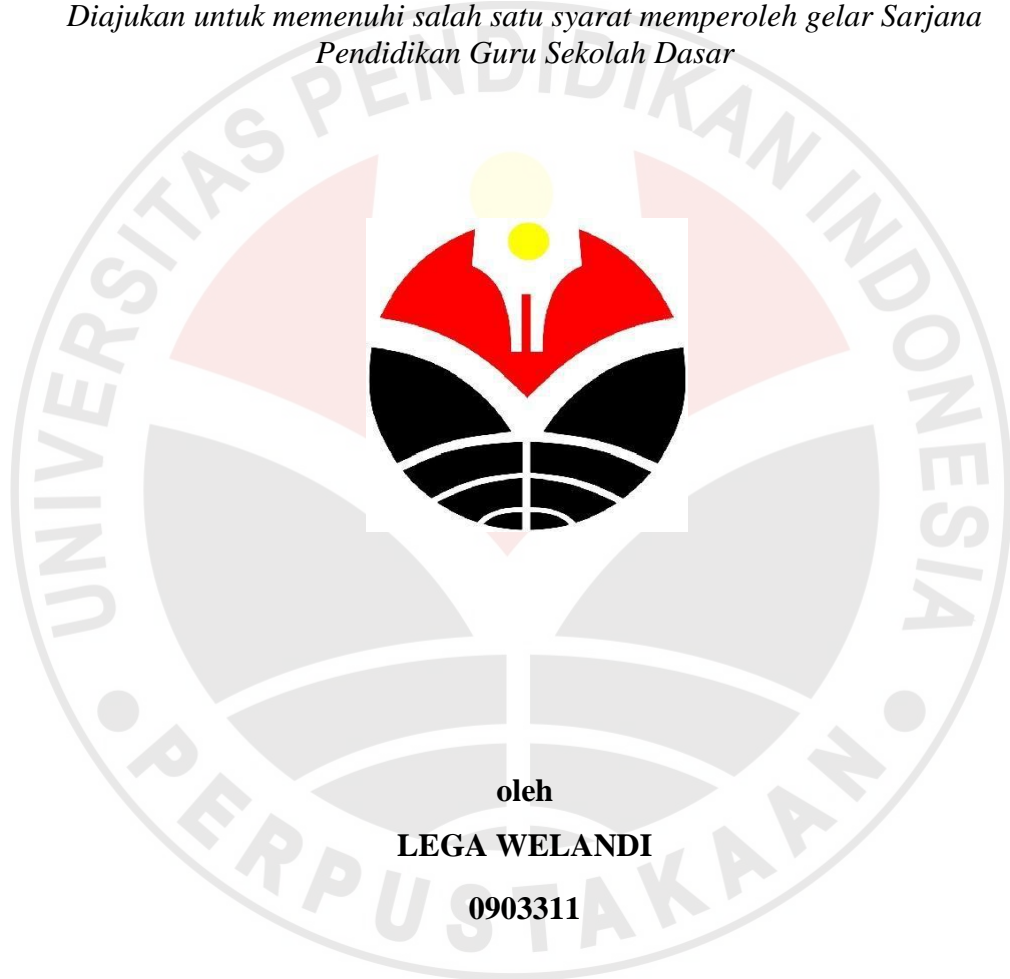 Diajukan untuk memenuhi salah satu syarat memperoleh gelar Sarjana
Pendidikan Guru Sekolah Dasar
UNIVERSITAS PENDIDIKAN INDONESIA
oleh
LEGA WELANDI
0903311
PERPUSTAKAAN